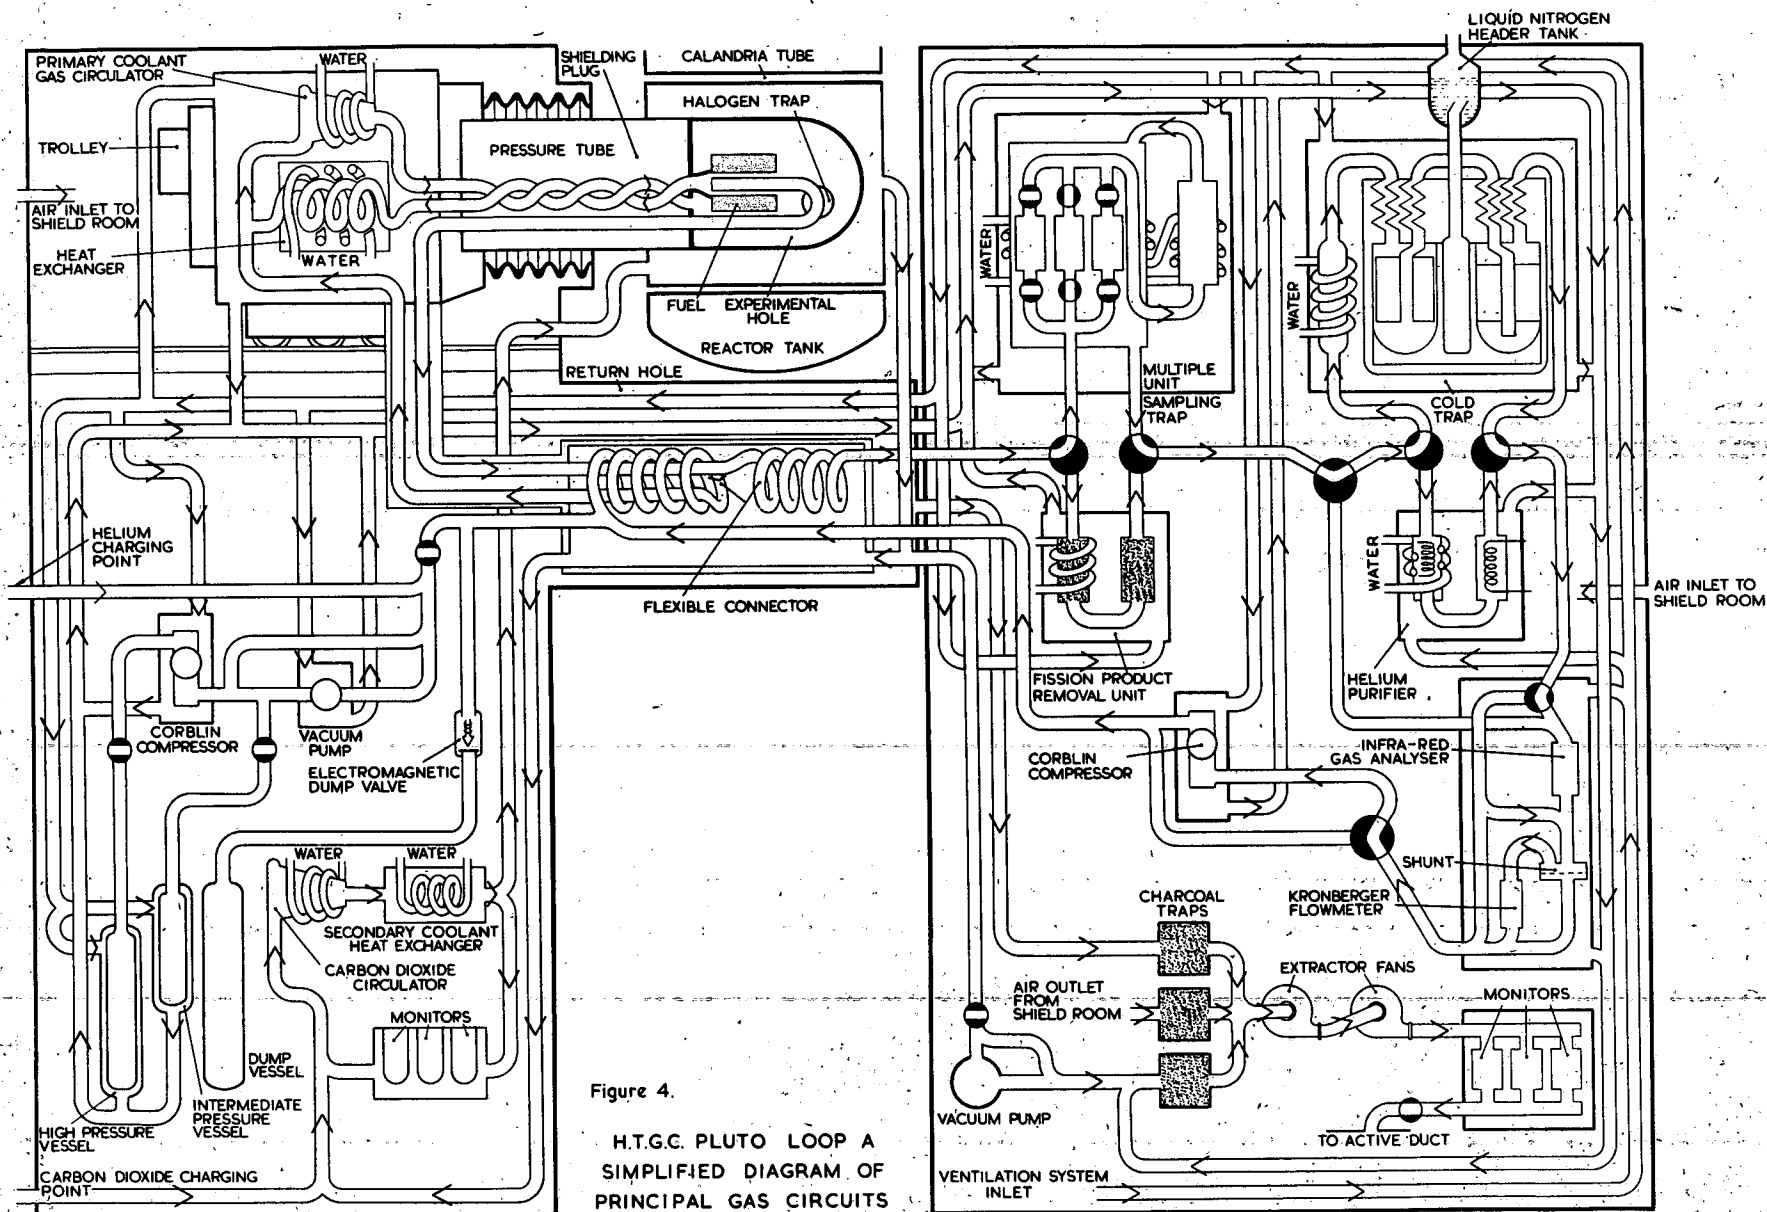 LIQUID NITROGEN
HEADER TANK
PRIMARY COOLANT
GAS CIRCULATOR
WATER
SHIELDING
PLUG
CALANDRIA TUBE
HALOGEN TRAP
TROLLEY
PRESSURE TUBE
AIR INLET TO
SHIELD ROOM
HEAT
EXCHANGER
WATER
FUEL
EXPERIMENTAL
HOLE
REACTOR TANK
RETURN HOLE
WATER
WATER
MULTIPLE
UNIT
SAMPLING
TRAP
COLD
TRAP
HELIUM
CHARGING
POINT
FLEXIBLE CONNECTOR
WATER
AIR INLET TO
SHIELD ROOM
FISSION PRODUCT
REMOVAL UNIT
HELIUM
PURIFIER
CORBLIN
COMPRESSOR
VACUUM
PUMP
ELECTROMAGNETIC
DUMP VALVE
CORBLIN
COMPRESSOR
INFRA-RED
GAS ANALYSER
WATER
WATER
SHUNT
KRONBERGER
FLOWMETER
CHARCOAL
TRAPS
SECONDARY COOLANT
HEAT EXCHANGER
CARBON DIOXIDE
CIRCULATOR
EXTRACTOR FANS
AIR OUTLET
FROM
SHIELD ROOM
MONITORS
MONITORS
DUMP
VESSEL
INTERMEDIATE
PRESSURE
VESSEL
HIGH PRESSURE
VESSEL
VACUUM PUMP
TO ACTIVE DUCT
CARBON DIOXIDE CHARGING
POINT
VENTILATION SYSTEM
INLET
Figure 4.
H.T.G.C. PLUTO LOOP A
SIMPLIFIED DIAGRAM OF
PRINCIPAL GAS CIRCUITS